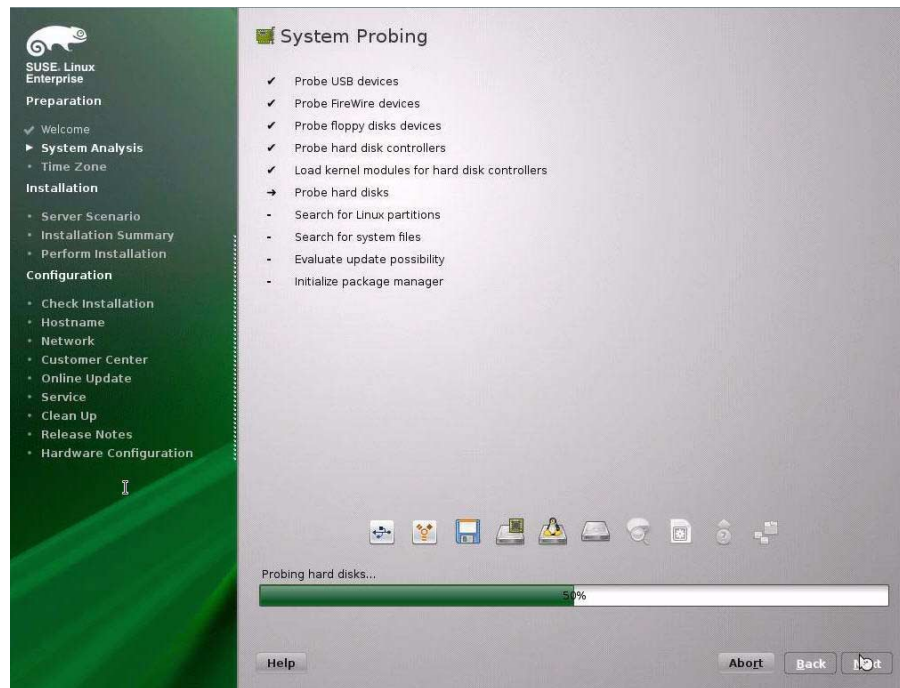 SUSE. Linux
Enterprise
Preparation
Welcome
System Analysis
Time Zone
Installation
Server Scenario
Installation Summary
Perform Installation
Configuration
Check Installation
Hostname
Network
Customer Center
Online Update
Service
Clean Up
Release Notes
Hardware Configuration
System Probing
Probe USB devices
Probe FireWire devices
Probe floppy disks devices
Probe hard disk controllers
Load kernel modules for hard disk controllers
Probe hard disks
Search for Linux partitions
Search for system files
Evaluate update possibility
Initialize package manager
Probing hard disks...
50%
Help
Abort
Back